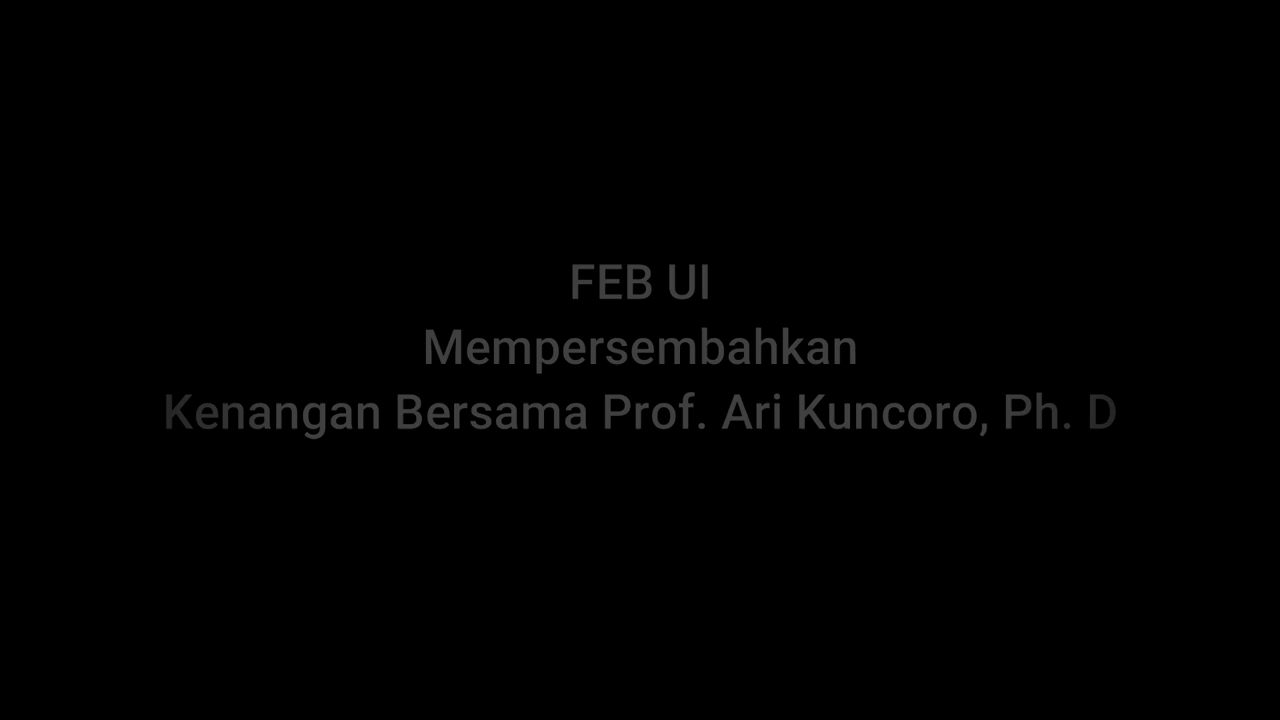 FEB UI
Mempersembahkan
Kenangan Bersama Prof. Ari Kuncoro, Ph. D